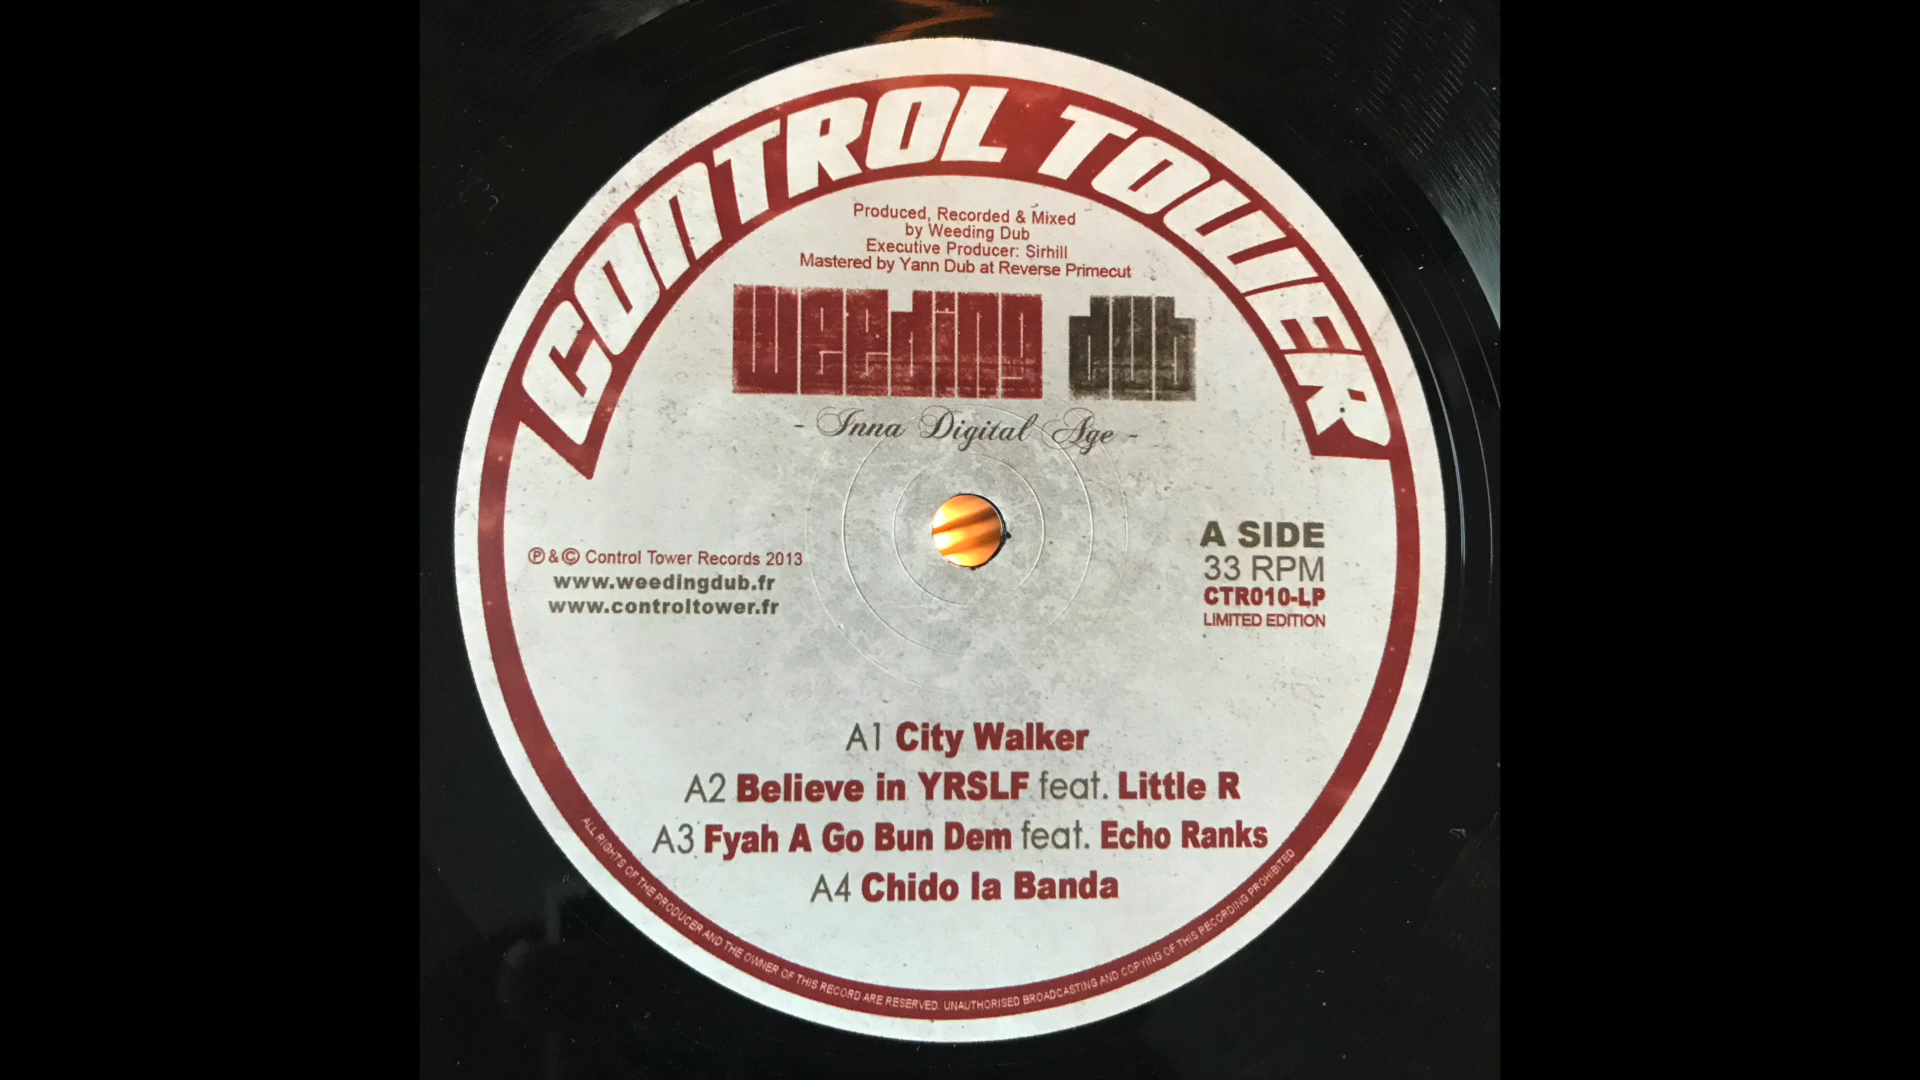 CONTROL TOWER
Produced, Recorded & Mixed
by Weeding Dub
Executive Producer: Sirhill
Mastered by Yann Dub at Reverse Primecut
weeding dub
- Inna Digital Age -
℗ & © Control Tower Records 2013
www.weedingdub.fr
www.controltower.fr
A SIDE
33 RPM
CTR010-LP
LIMITED EDITION
A1 City Walker
A2 Believe in YRSLF feat. Little R
A3 Fyah A Go Bun Dem feat. Echo Ranks
A4 Chido la Banda
ALL RIGHTS OF THE PRODUCER AND THE OWNER OF THIS RECORD ARE RESERVED. UNAUTHORISED BROADCASTING AND COPYING OF THIS RECORDING PROHIBITED